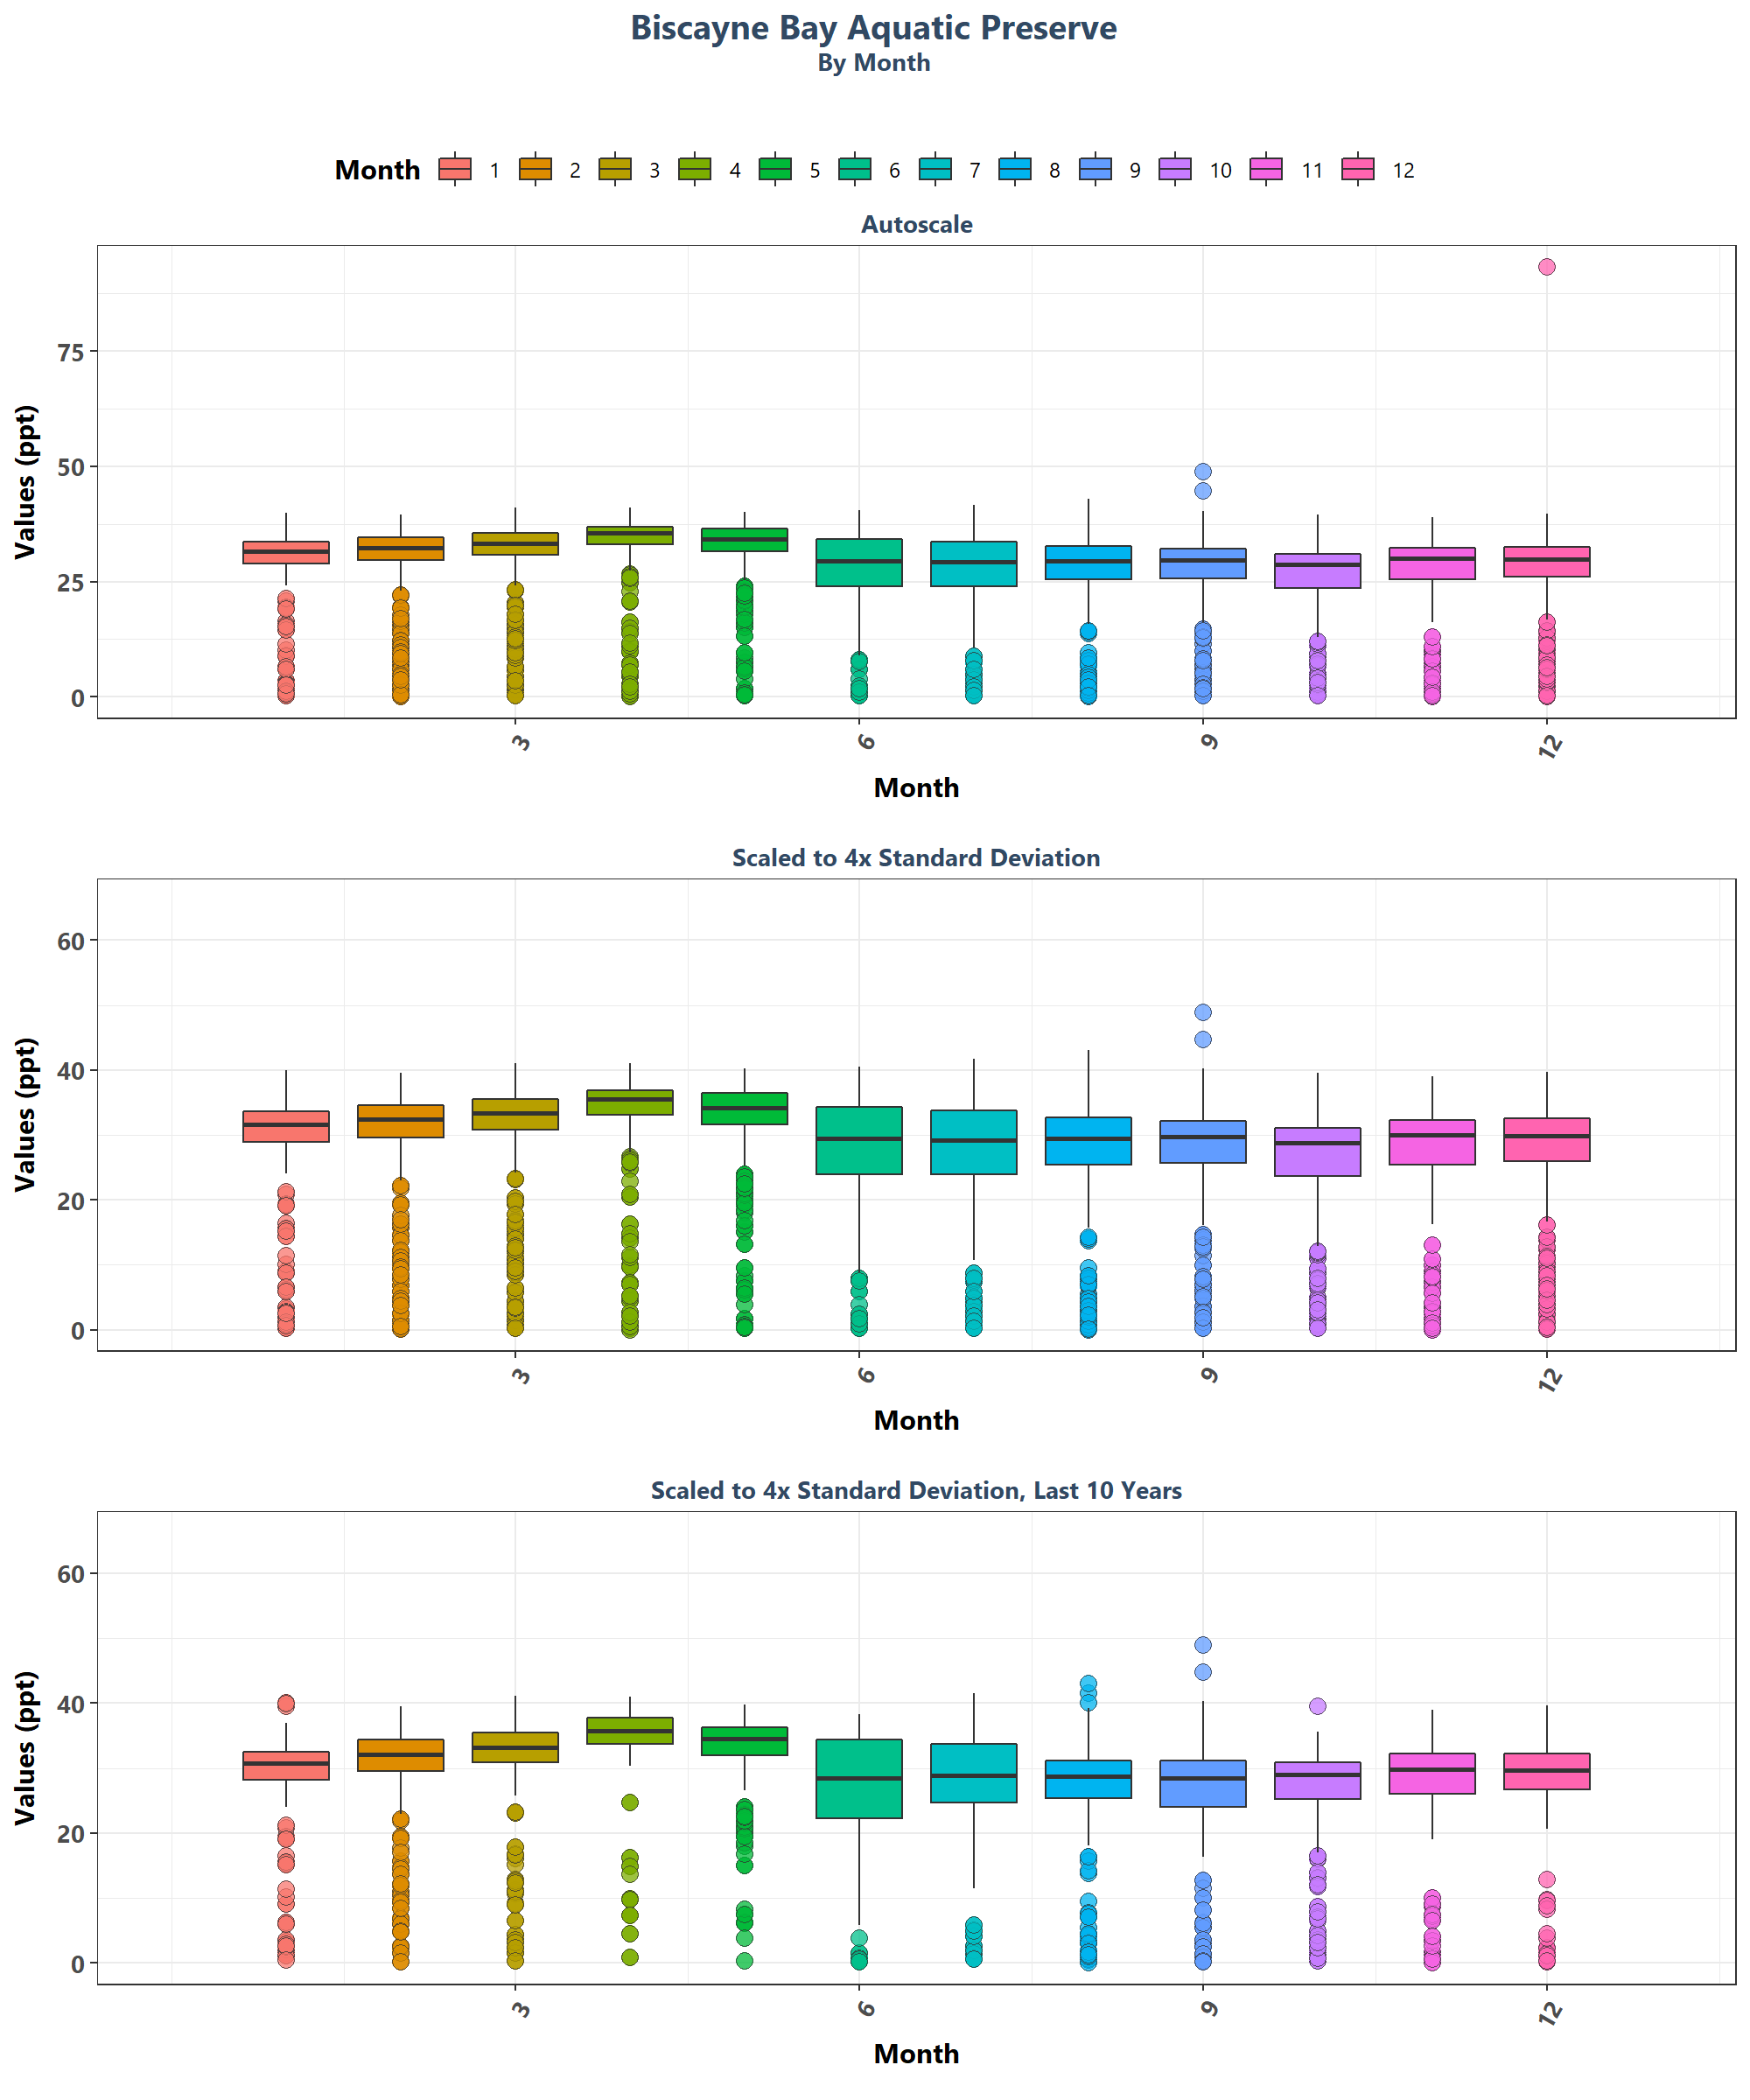 Biscayne Bay Aquatic Preserve
By Month
Month 1 2 3 4 5 6 7 8 9 10 11 12
Autoscale
Values (ppt)
75
50
25
0
3 6 9 12
Month
Scaled to 4x Standard Deviation
Values (ppt)
60
40
20
0
3 6 9 12
Month
Scaled to 4x Standard Deviation, Last 10 Years
Values (ppt)
60
40
20
0
3 6 9 12
Month